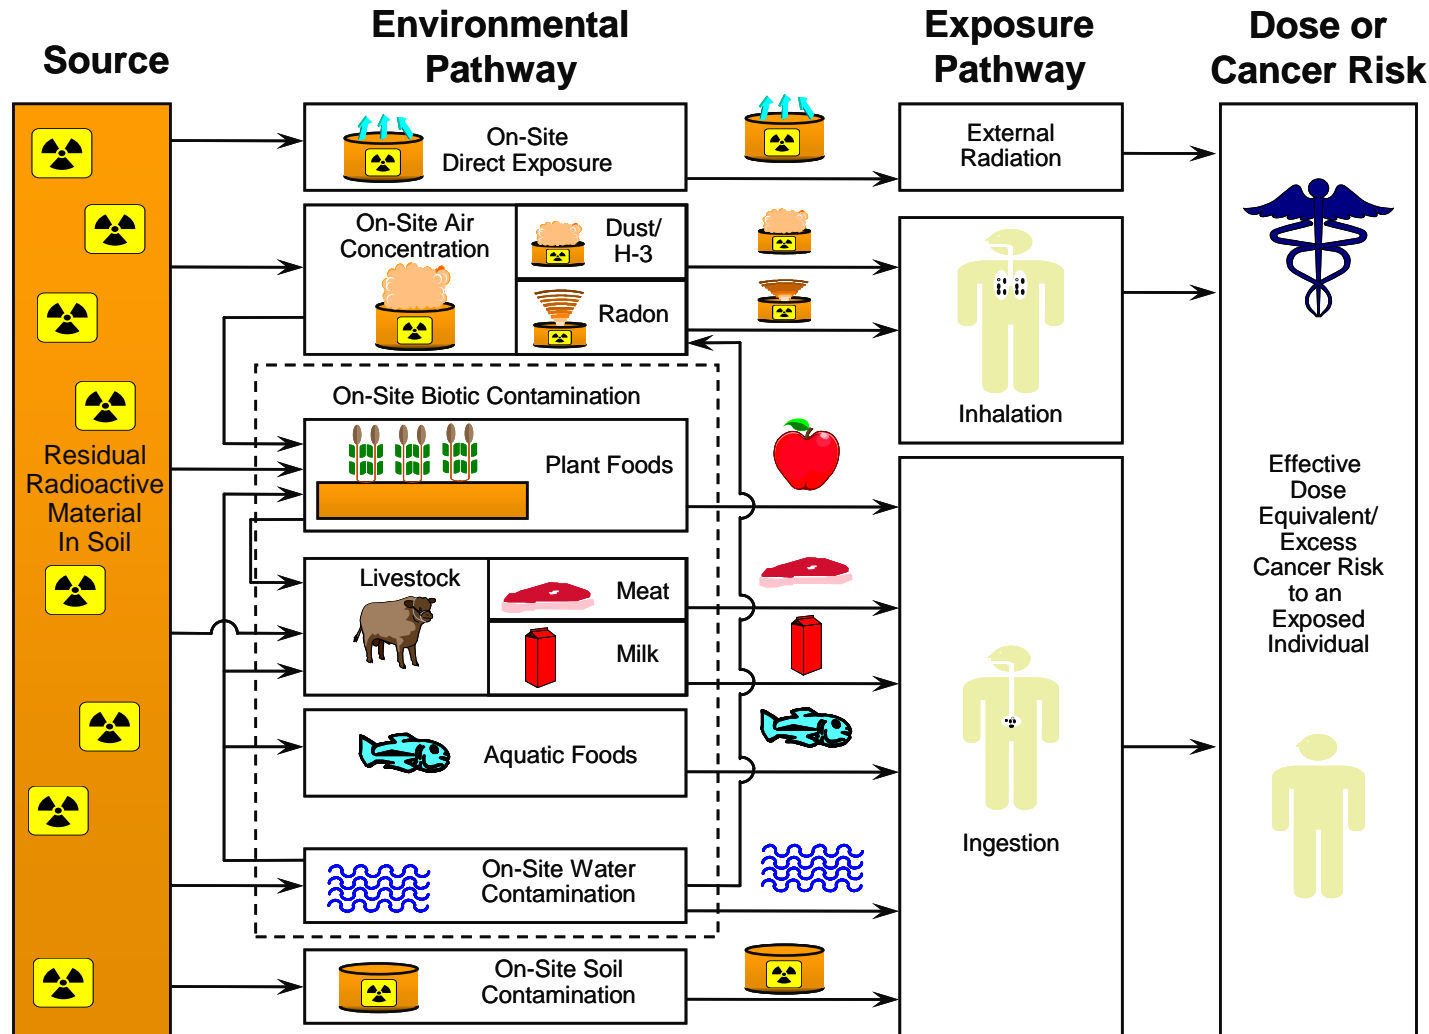 Source
Environmental
Pathway
Exposure
Pathway
Dose or
Cancer Risk
Residual
Radioactive
Material
In Soil
On-Site
Direct Exposure
On-Site Air
Concentration
Dust/
H-3
Radon
On-Site Biotic Contamination
Plant Foods
Livestock
Meat
Milk
Aquatic Foods
On-Site Water
Contamination
On-Site Soil
Contamination
External
Radiation
Inhalation
Ingestion
Effective
Dose
Equivalent/
Excess
Cancer Risk
to an
Exposed
Individual